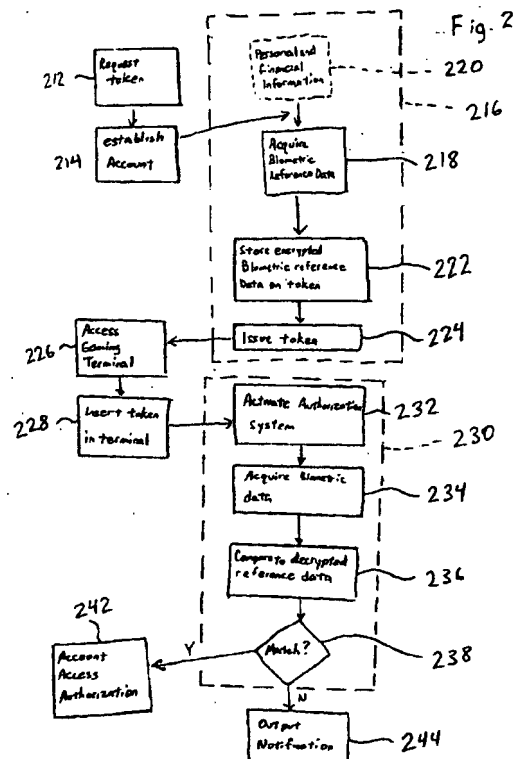 Fig. 2
Request
token
212
establish
Account
214
Personal and
Financial
Information
220
216
Acquire
Biometric
Reference Data
218
Store encrypted
Biometric reference
Data on token
222
Issue token
224
Access
Gaming
Terminal
226
Insert token
in terminal
228
Activate Authorization
system
232
230
Acquire Biometric
data
234
Compare to decrypted
reference data
236
Match?
238
Y
N
242
Account
Access
Authorization
Output
Notification
244